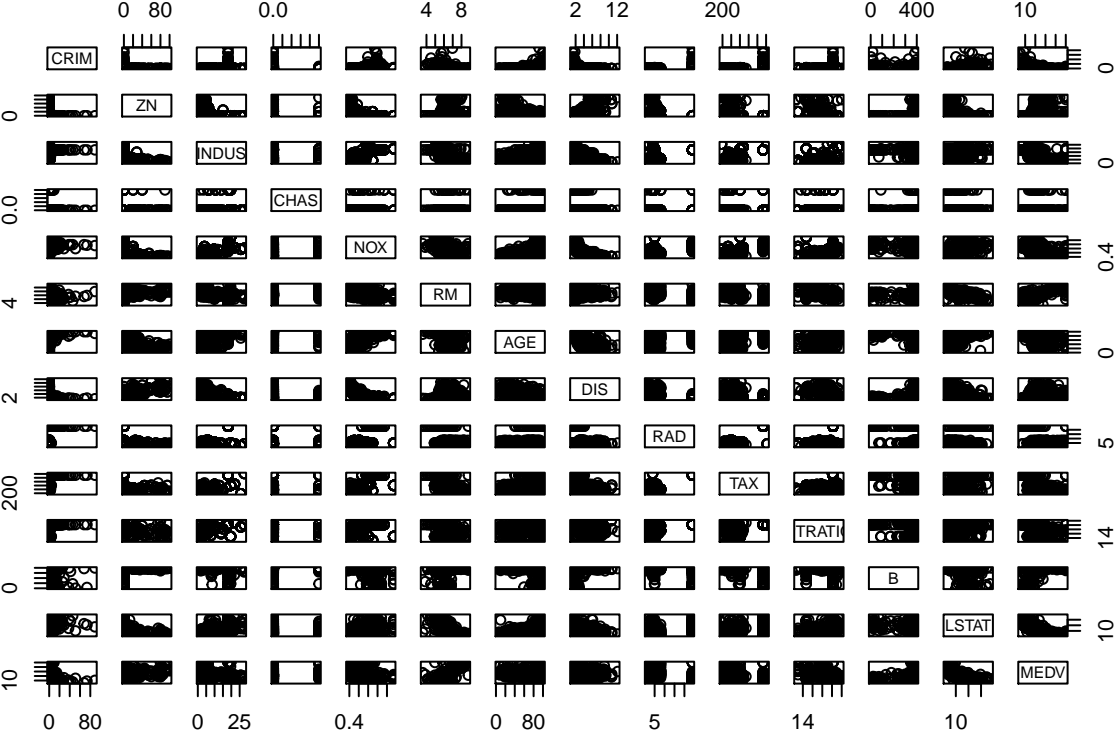 0 80 0.0 4 8 2 12 200 0 400 10
CRIM 0
0 ZN
INDUS 0
0.0 CHAS
NOX 0.4
4 RM
AGE 0
2 DIS
RAD 5
200 TAX
TRATI 14
0 B
LSTAT 10
10 MEDV
0 80 0 25 0.4 0 80 5 14 10